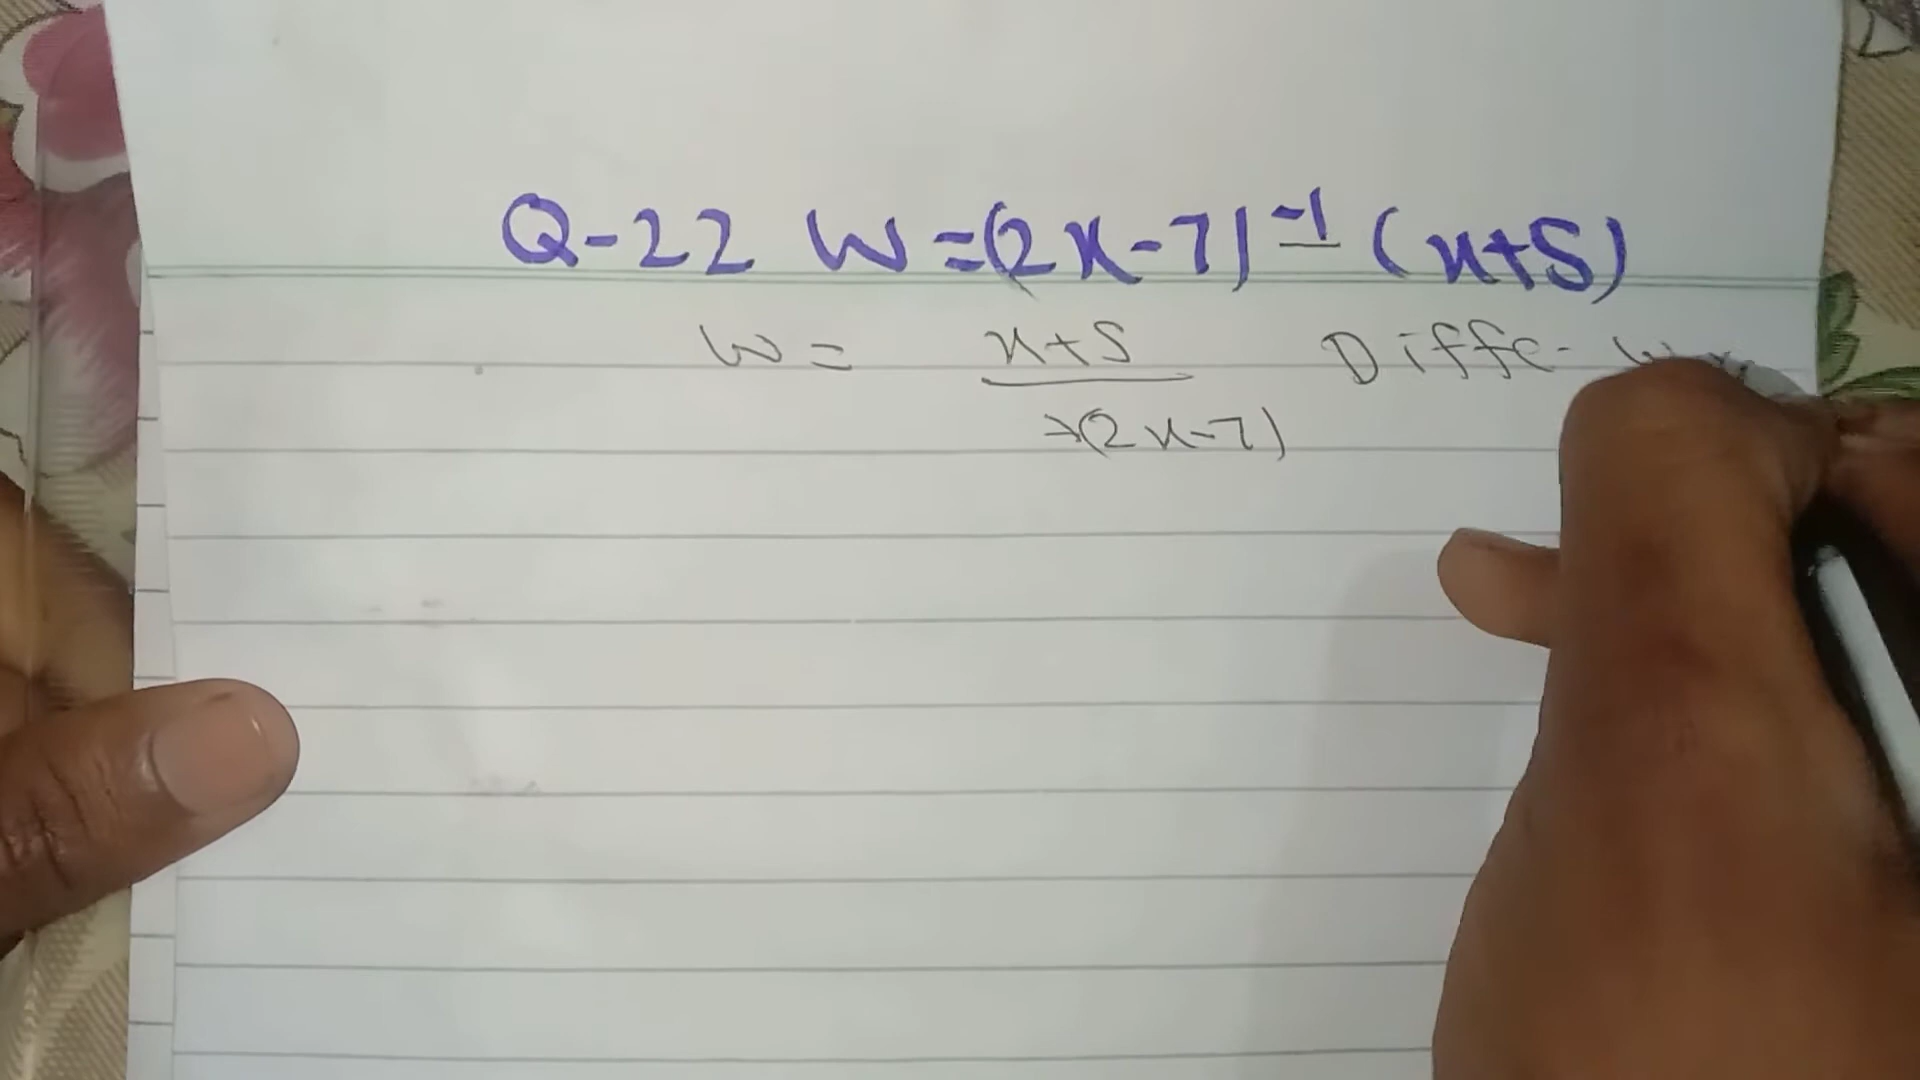 Q-22 W=(2x-7)^-1 (x+5)
W = x+5 Diffe-
(2x-7)